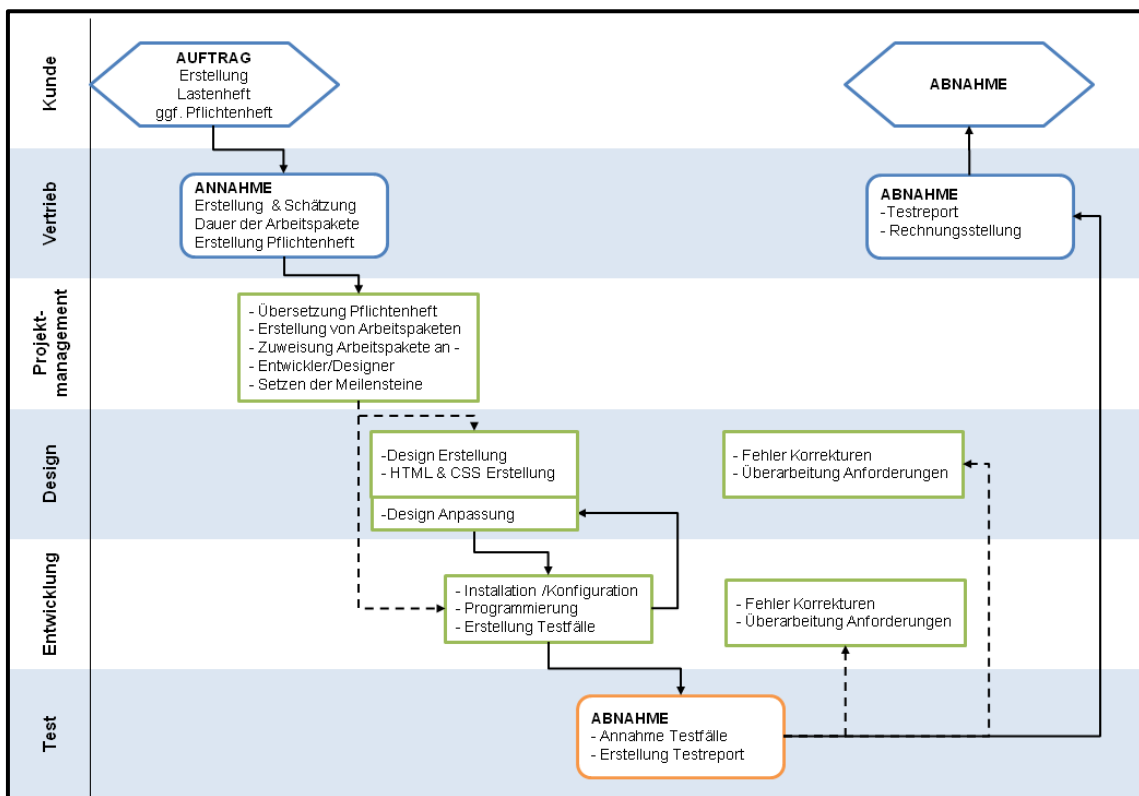 Kunde
AUFTRAG
Erstellung
Lastenheft
ggf. Pflichtenheft
ABNAHME
Vertrieb
ANNAHME
Erstellung & Schätzung
Dauer der Arbeitspakete
Erstellung Pflichtenheft
ABNAHME
-Testreport
- Rechnungsstellung
Projekt-
management
- Übersetzung Pflichtenheft
- Erstellung von Arbeitspaketen
- Zuweisung Arbeitspakete an -
- Entwickler/Designer
- Setzen der Meilensteine
Design
-Design Erstellung
- HTML & CSS Erstellung
-Design Anpassung
- Fehler Korrekturen
- Überarbeitung Anforderungen
Entwicklung
- Installation /Konfiguration
- Programmierung
- Erstellung Testfälle
- Fehler Korrekturen
- Überarbeitung Anforderungen
Test
ABNAHME
- Annahme Testfälle
- Erstellung Testreport